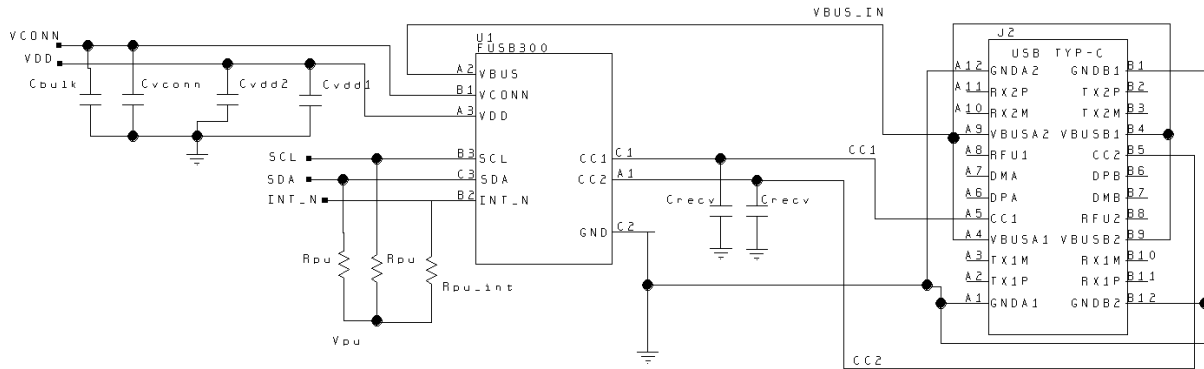 VBUS_IN
VCONN
VDD
Cbulk
Cvconn
Cvdd2
Cvdd1
U1
FUSB300
A2 VBUS
B1 VCONN
A3 VDD
SCL
B3 SCL
SDA
C3 SDA
INT_N
B2 INT_N
CC1 C1
CC2 A1
GND C2
CC1
Crecv
Crecv
Rpu
Rpu
Rpu_int
Vpu
CC2
J2
USB TYP-C
A12 GNDA2 GNDB1 B1
A11 RX2P TX2P B2
A10 RX2M TX2M B3
A9 VBUSA2 VBUSB1 B4
A8 RFU1 CC2 B5
A7 DMA DPB B6
A6 DPA DMB B7
A5 CC1 RFU2 B8
A4 VBUSA1 VBUSB2 B9
A3 TX1M RX1M B10
A2 TX1P RX1P B11
A1 GNDA1 GNDB2 B12